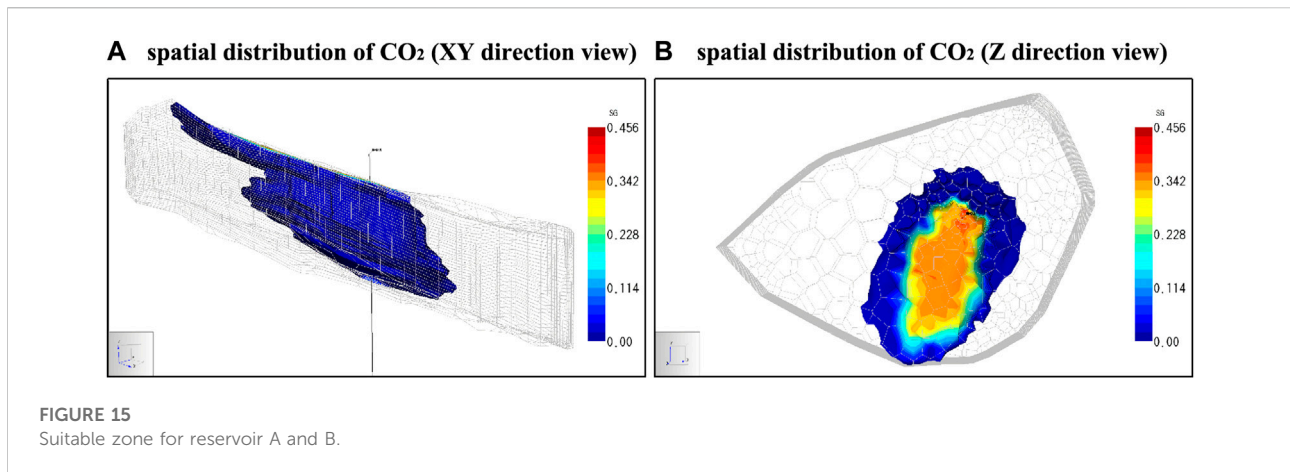 A spatial distribution of CO₂ (XY direction view)
B spatial distribution of CO₂ (Z direction view)
SG
0.456
0.342
0.228
0.114
0.00
SG
0.456
0.342
0.228
0.114
0.00
FIGURE 15
Suitable zone for reservoir A and B.